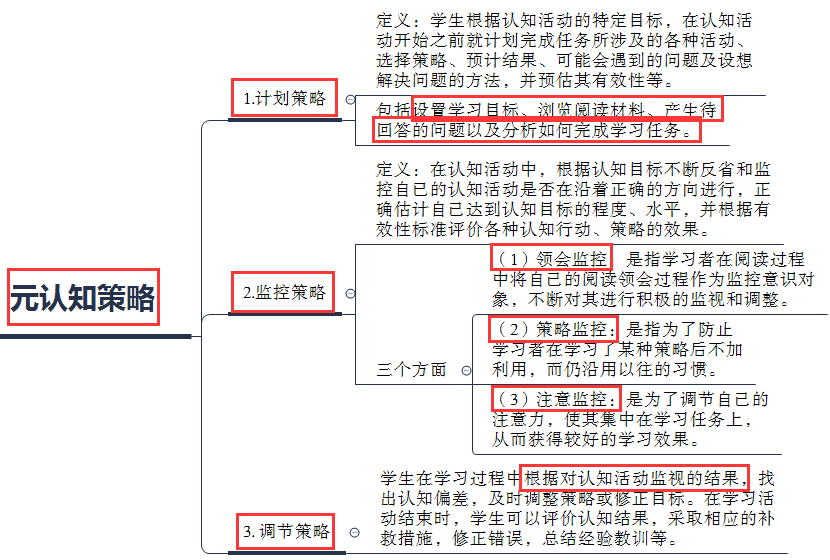 元认知策略
1.计划策略
定义：学生根据认知活动的特定目标，在认知活
动开始之前就计划完成任务所涉及的各种活动、
选择策略、预计结果、可能会遇到的问题及设想
解决问题的方法，并预估其有效性等。
包括设置学习目标、浏览阅读材料、产生待
回答的问题以及分析如何完成学习任务。
2.监控策略
定义：在认知活动中，根据认知目标不断反省和监
控自已的认知活动是否在沿着正确的方向进行，正
确估计自己达到认知目标的程度、水平，并根据有
效性标准评价各种认知行动、策略的效果。
三个方面
（1）领会监控：是指学习者在阅读过程
中将自己的阅读领会过程作为监控意识对
象，不断对其进行积极的监视和调整。
（2）策略监控：是指为了防止
学习者在学习了某种策略后不加
利用，而仍沿用以往的习惯。
（3）注意监控：是为了调节自己的
注意力，使其集中在学习任务上，
从而获得较好的学习效果。
3.调节策略
学生在学习过程中根据对认知活动监视的结果，找
出认知偏差，及时调整策略或修正目标。在学习活
动结束时，学生可以评价认知结果，采取相应的补
救措施，修正错误，总结经验教训等。